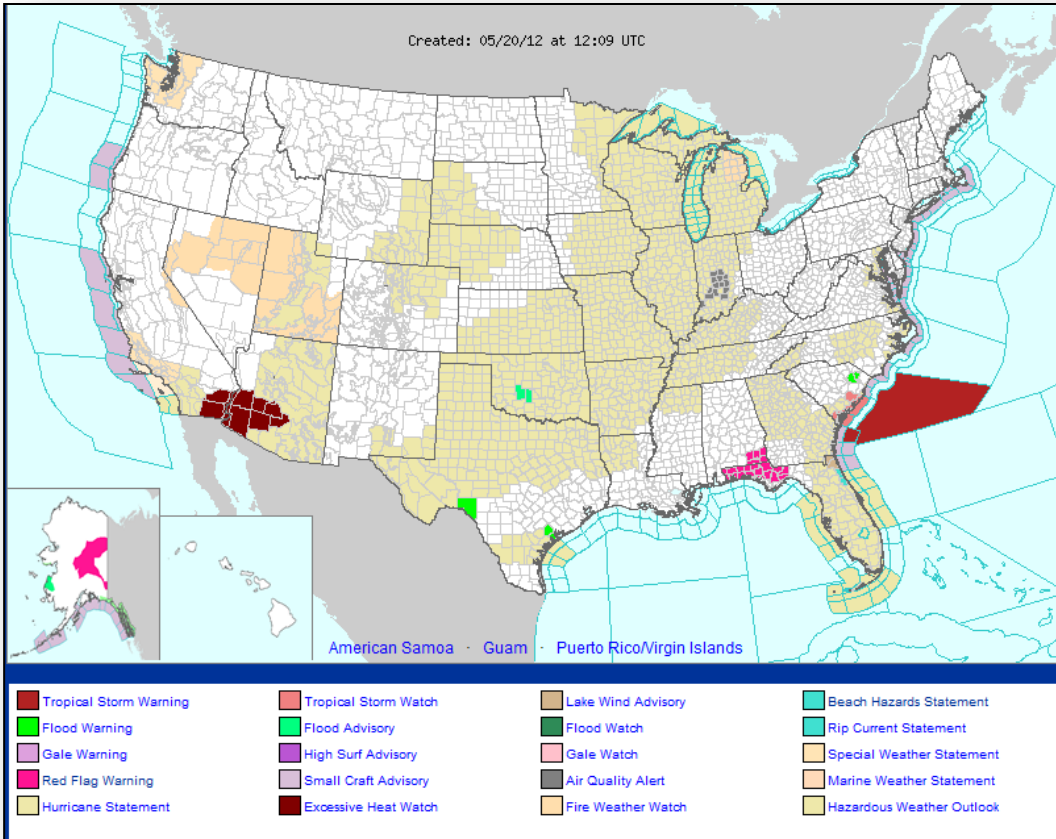 Created: 05/20/12 at 12:09 UTC
American Samoa · Guam · Puerto Rico/Virgin Islands
Tropical Storm Warning
Tropical Storm Watch
Lake Wind Advisory
Beach Hazards Statement
Flood Warning
Flood Advisory
Flood Watch
Rip Current Statement
Gale Warning
High Surf Advisory
Gale Watch
Special Weather Statement
Red Flag Warning
Small Craft Advisory
Air Quality Alert
Marine Weather Statement
Hurricane Statement
Excessive Heat Watch
Fire Weather Watch
Hazardous Weather Outlook